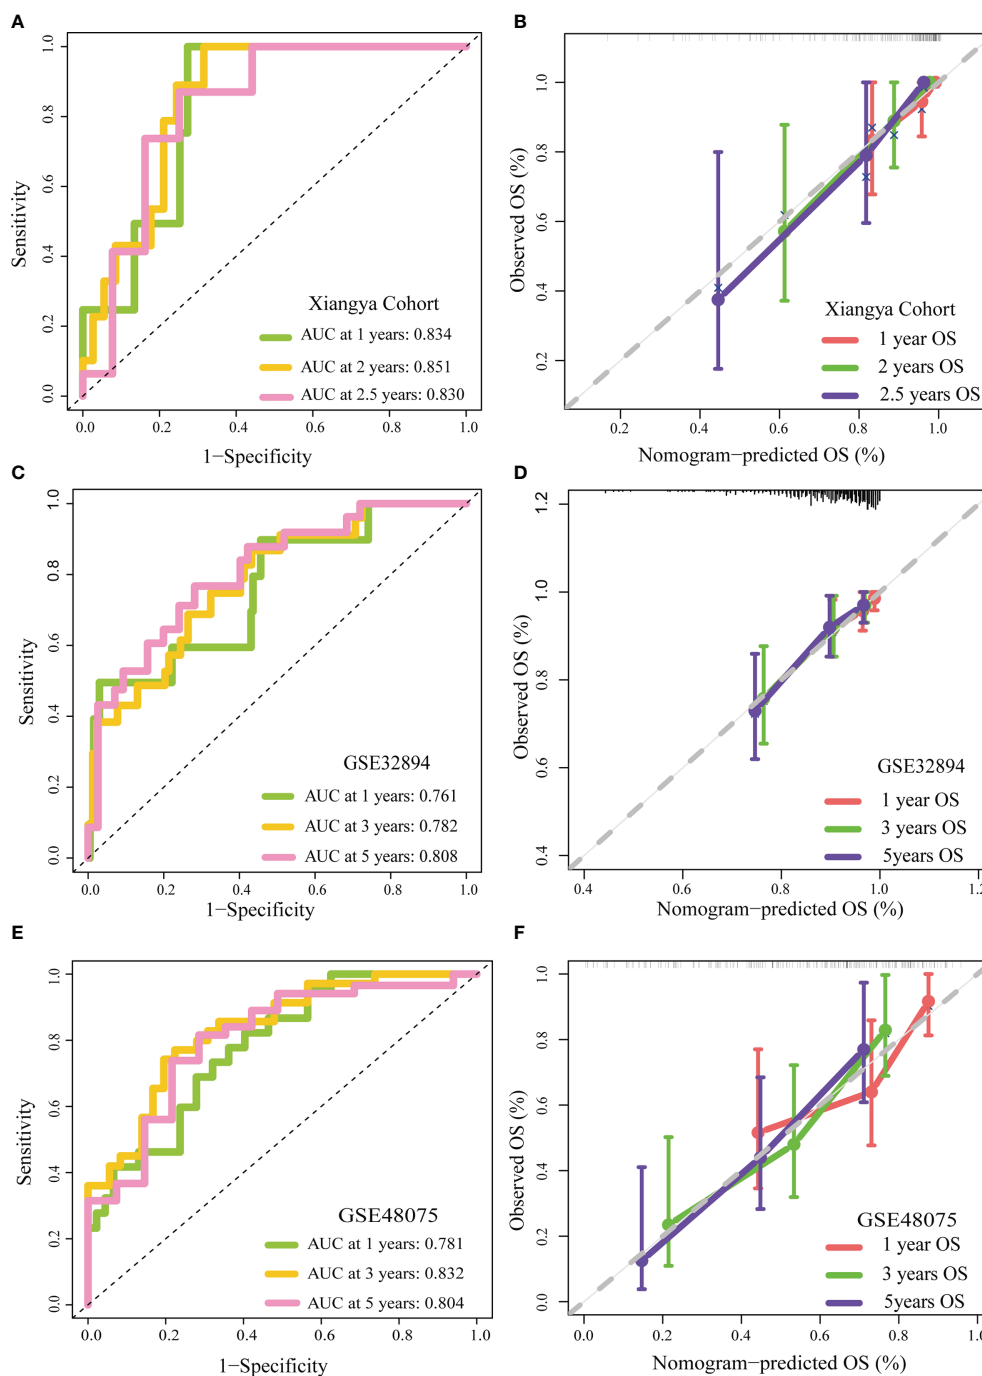 A
Sensitivity
0.0 0.2 0.4 0.6 0.8 1.0
Xiangya Cohort
AUC at 1 years: 0.834
AUC at 2 years: 0.851
AUC at 2.5 years: 0.830
0.0 0.2 0.4 0.6 0.8 1.0
1−Specificity
B
Observed OS (%)
0.2 0.4 0.6 0.8 1.0
Xiangya Cohort
1 year OS
2 years OS
2.5 years OS
0.2 0.4 0.6 0.8 1.0
Nomogram−predicted OS (%)
C
Sensitivity
0.0 0.2 0.4 0.6 0.8 1.0
GSE32894
AUC at 1 years: 0.761
AUC at 3 years: 0.782
AUC at 5 years: 0.808
0.0 0.2 0.4 0.6 0.8 1.0
1−Specificity
D
Observed OS (%)
0.4 0.6 0.8 1.0 1.2
GSE32894
1 year OS
3 years OS
5years OS
0.4 0.6 0.8 1.0 1.2
Nomogram−predicted OS (%)
E
Sensitivity
0.0 0.2 0.4 0.6 0.8 1.0
GSE48075
AUC at 1 years: 0.781
AUC at 3 years: 0.832
AUC at 5 years: 0.804
0.0 0.2 0.4 0.6 0.8 1.0
1−Specificity
F
Observed OS (%)
0.0 0.2 0.4 0.6 0.8 1.0
GSE48075
1 year OS
3 years OS
5years OS
0.0 0.2 0.4 0.6 0.8 1.0
Nomogram−predicted OS (%)